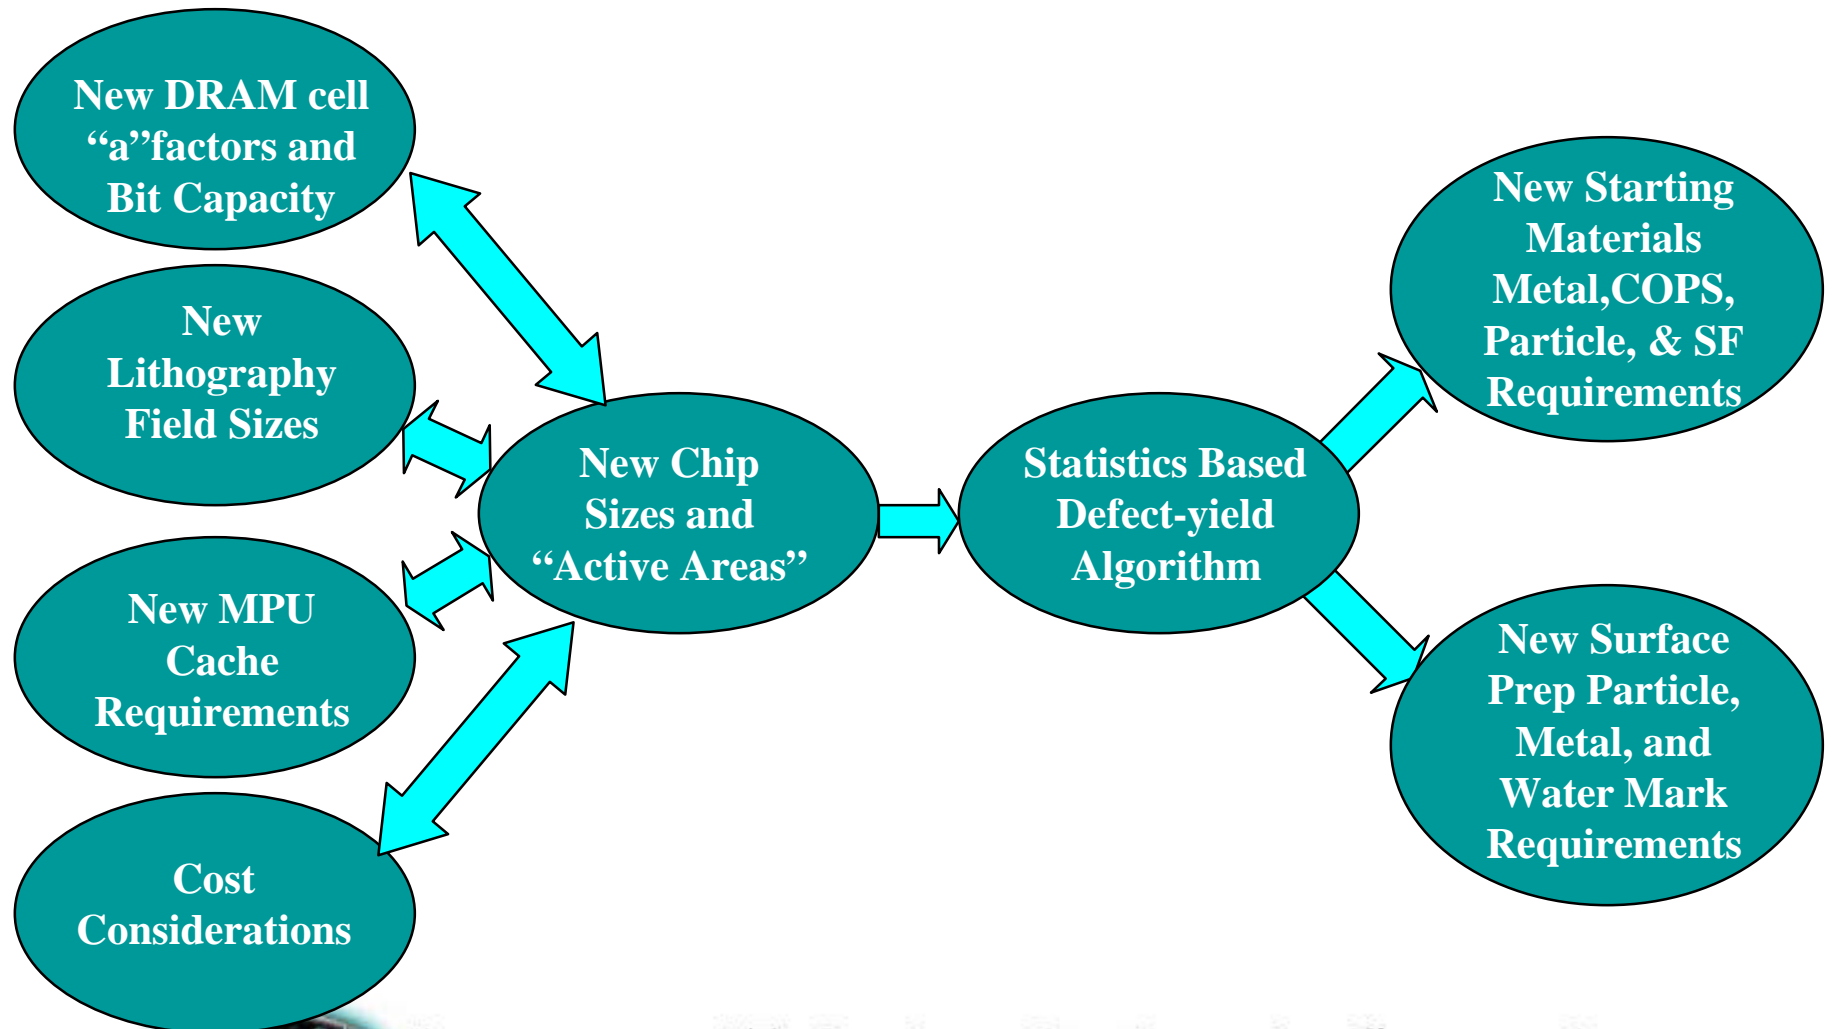 New DRAM cell
“a”factors and
Bit Capacity
New
Lithography
Field Sizes
New MPU
Cache
Requirements
Cost
Considerations
New Chip
Sizes and
“Active Areas”
Statistics Based
Defect-yield
Algorithm
New Starting
Materials
Metal,COPS,
Particle, & SF
Requirements
New Surface
Prep Particle,
Metal, and
Water Mark
Requirements